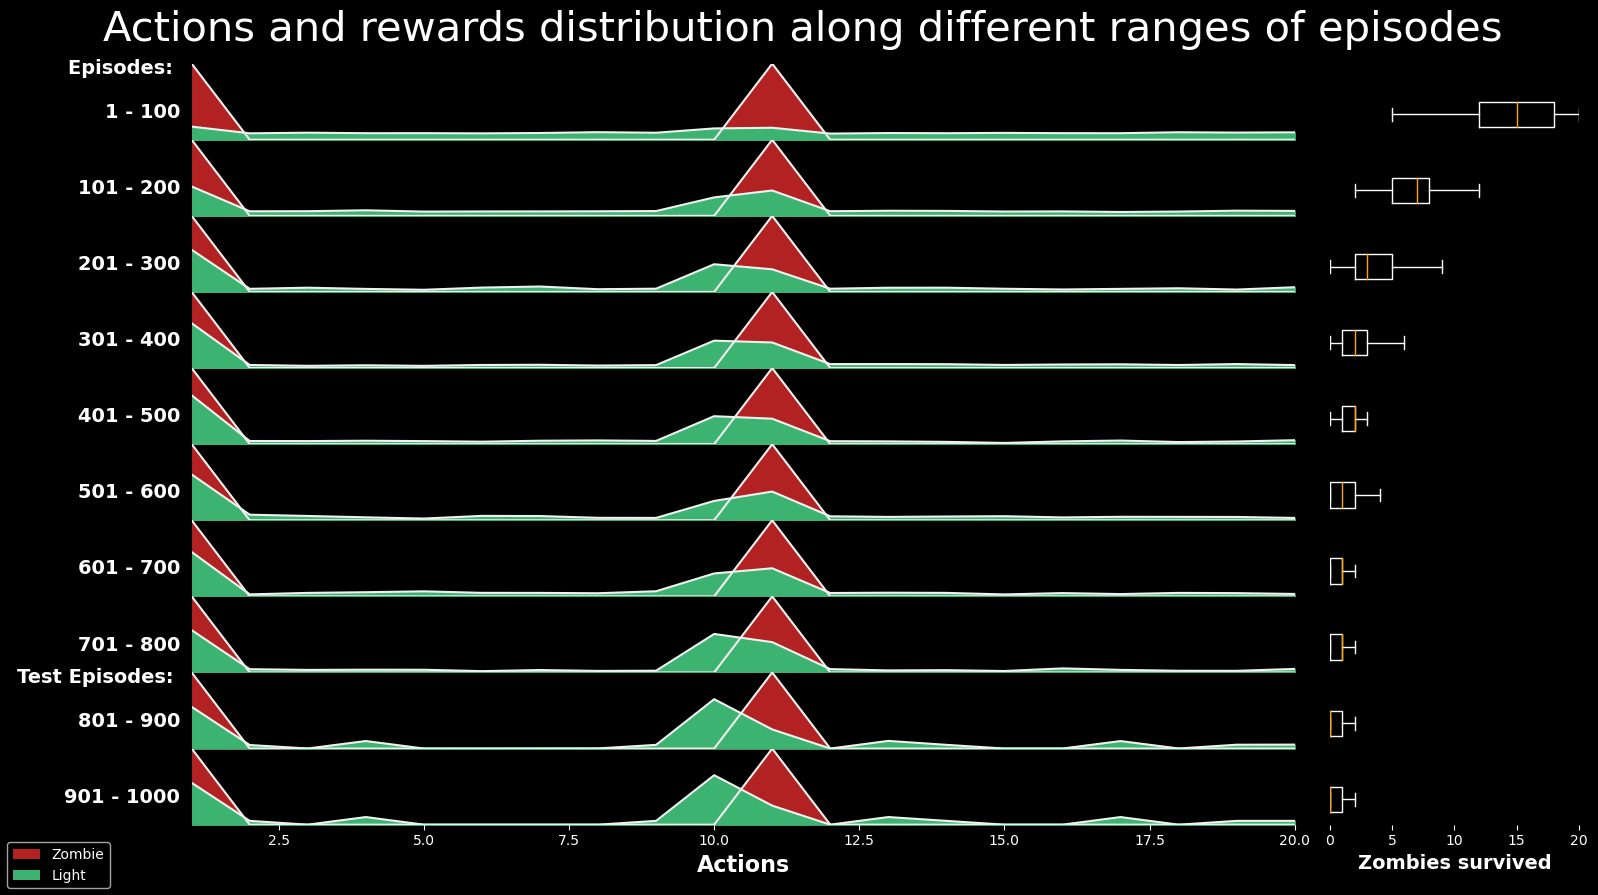 Actions and rewards distribution along different ranges of episodes
Episodes:
1 - 100
101 - 200
201 - 300
301 - 400
401 - 500
501 - 600
601 - 700
701 - 800
Test Episodes:
801 - 900
901 - 1000
2.5 5.0 7.5 10.0 12.5 15.0 17.5 20.0
0 5 10 15 20
Actions
Zombies survived
Zombie
Light